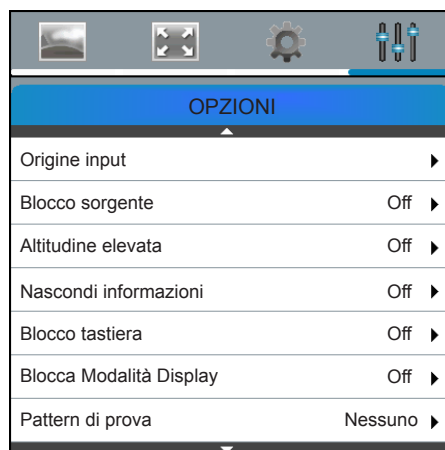 OPZIONI
Origine input
Blocco sorgente Off
Altitudine elevata Off
Nascondi informazioni Off
Blocco tastiera Off
Blocca Modalità Display Off
Pattern di prova Nessuno